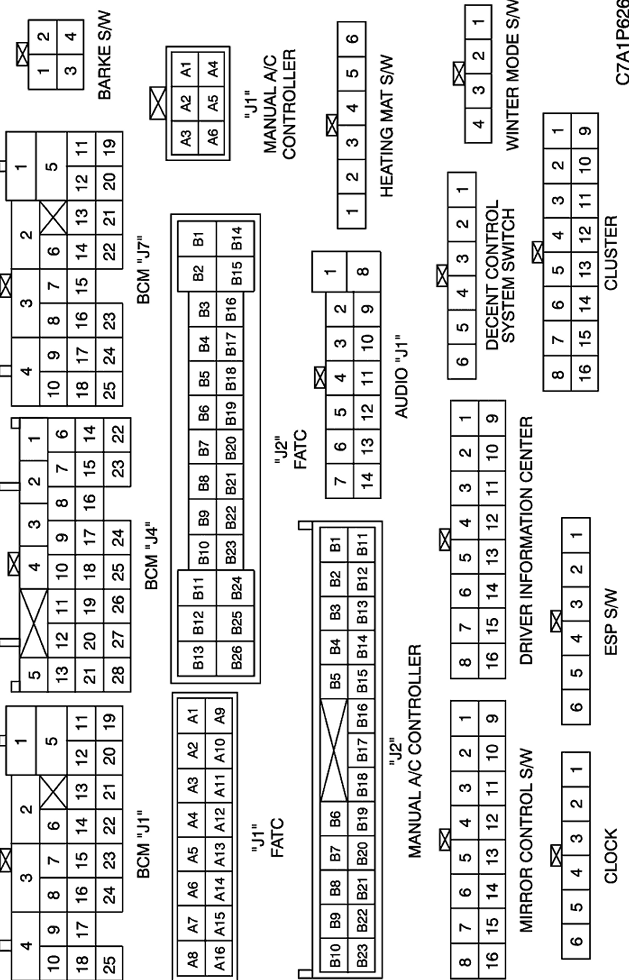 4 3 2 1
10 9 8 7 6 5
18 17 16 15 14 13 12 11
25 24 23 22 21 20 19
BCM "J1"
5 4 3 2 1
13 12 11 10 9 8 7 6
21 20 19 18 17 16 15 14
28 27 26 25 24 23 22
BCM "J4"
4 3 2 1
10 9 8 7 6 5
18 17 16 15 14 13 12 11
25 24 23 22 21 20 19
BCM "J7"
1 2
3 4
BARKE S/W
A8 A7 A6 A5 A4 A3 A2 A1
A16 A15 A14 A13 A12 A11 A10 A9
"J1"
FATC
B13 B12 B11 B10 B9 B8 B7 B6 B5 B4 B3 B2 B1
B26 B25 B24 B23 B22 B21 B20 B19 B18 B17 B16 B15 B14
"J2"
FATC
A3 A2 A1
A6 A5 A4
"J1"
MANUAL A/C
CONTROLLER
B10 B9 B8 B7 B6 B5 B4 B3 B2 B1
B23 B22 B21 B20 B19 B18 B17 B16 B15 B14 B13 B12 B11
"J2"
MANUAL A/C CONTROLLER
7 6 5 4 3 2 1
14 13 12 11 10 9 8
AUDIO "J1"
1 2 3 4 5 6
HEATING MAT S/W
8 7 6 5 4 3 2 1
16 15 14 13 12 11 10 9
MIRROR CONTROL S/W
8 7 6 5 4 3 2 1
16 15 14 13 12 11 10 9
DRIVER INFORMATION CENTER
6 5 4 3 2 1
DECENT CONTROL
SYSTEM SWITCH
4 3 2 1
WINTER MODE S/W
6 5 4 3 2 1
CLOCK
6 5 4 3 2 1
ESP S/W
8 7 6 5 4 3 2 1
16 15 14 13 12 11 10 9
CLUSTER
C7A1P626